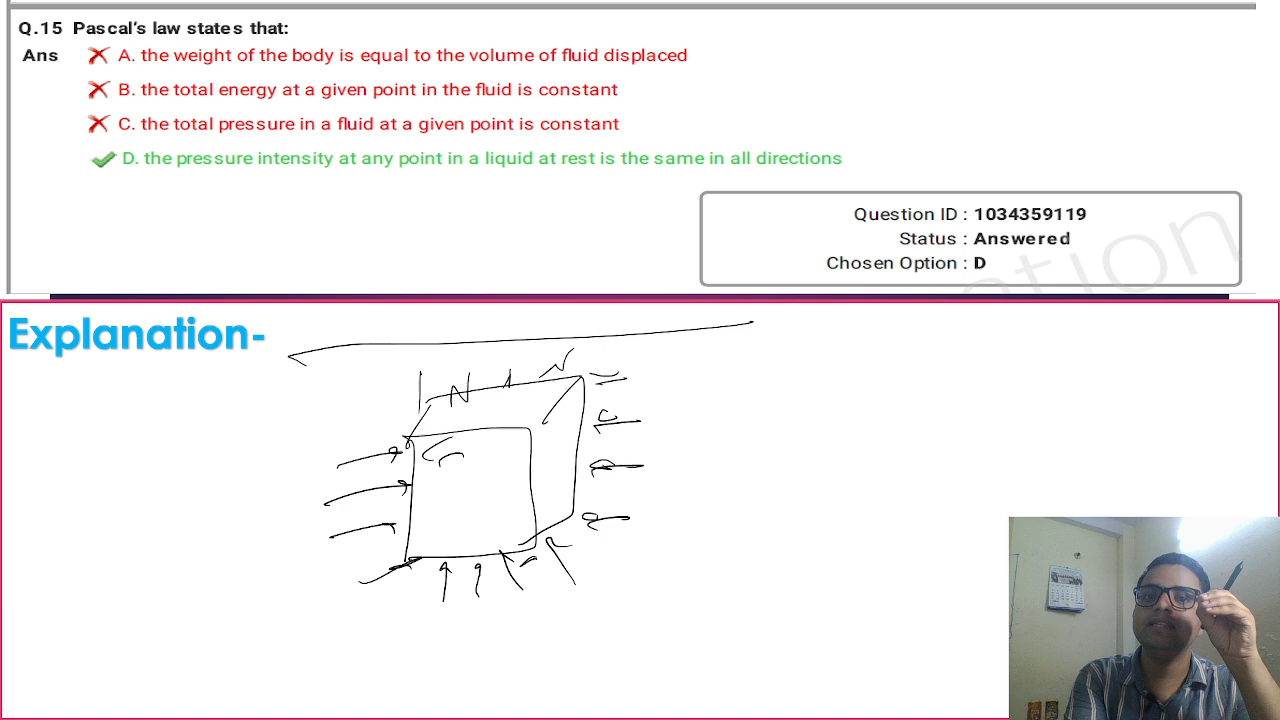 Q.15 Pascal's law states that:
Ans A. the weight of the body is equal to the volume of fluid displaced
B. the total energy at a given point in the fluid is constant
C. the total pressure in a fluid at a given point is constant
D. the pressure intensity at any point in a liquid at rest is the same in all directions
Question ID : 1034359119
Status : Answered
Chosen Option : D
Explanation-